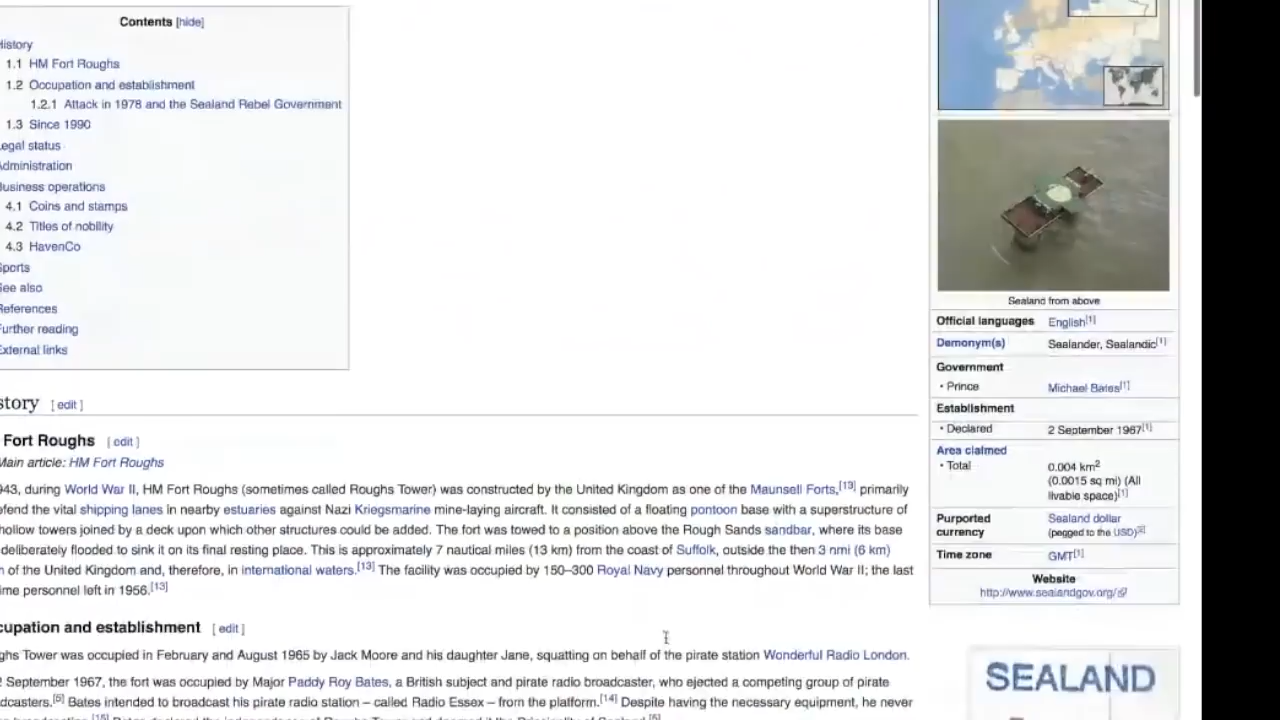 Contents [hide]
History
1.1 HM Fort Roughs
1.2 Occupation and establishment
1.2.1 Attack in 1978 and the Sealand Rebel Government
1.3 Since 1990
Legal status
Administration
Business operations
4.1 Coins and stamps
4.2 Titles of nobility
4.3 HavenCo
Sports
See also
References
Further reading
External links
story [ edit ]
Fort Roughs [ edit ]
Main article: HM Fort Roughs
943, during World War II, HM Fort Roughs (sometimes called Roughs Tower) was constructed by the United Kingdom as one of the Maunsell Forts,[13] primarily
efend the vital shipping lanes in nearby estuaries against Nazi Kriegsmarine mine-laying aircraft. It consisted of a floating pontoon base with a superstructure of
hollow towers joined by a deck upon which other structures could be added. The fort was towed to a position above the Rough Sands sandbar, where its base
deliberately flooded to sink it on its final resting place. This is approximately 7 nautical miles (13 km) from the coast of Suffolk, outside the then 3 nmi (6 km)
of the United Kingdom and, therefore, in international waters.[13] The facility was occupied by 150–300 Royal Navy personnel throughout World War II; the last
ime personnel left in 1956.[13]
cupation and establishment [ edit ]
ghs Tower was occupied in February and August 1965 by Jack Moore and his daughter Jane, squatting on behalf of the pirate station Wonderful Radio London.
2 September 1967, the fort was occupied by Major Paddy Roy Bates, a British subject and pirate radio broadcaster, who ejected a competing group of pirate
dcasters.[5] Bates intended to broadcast his pirate radio station – called Radio Essex – from the platform.[14] Despite having the necessary equipment, he never
Sealand from above
Official languages English[1]
Demonym(s) Sealander, Sealandic[1]
Government
• Prince Michael Bates[1]
Establishment
• Declared 2 September 1967[1]
Area claimed
• Total 0.004 km2
(0.0015 sq mi) (All
livable space)[1]
Purported Sealand dollar
currency (pegged to the USD)[2]
Time zone GMT[1]
Website
http://www.sealandgov.org/
SEALAND